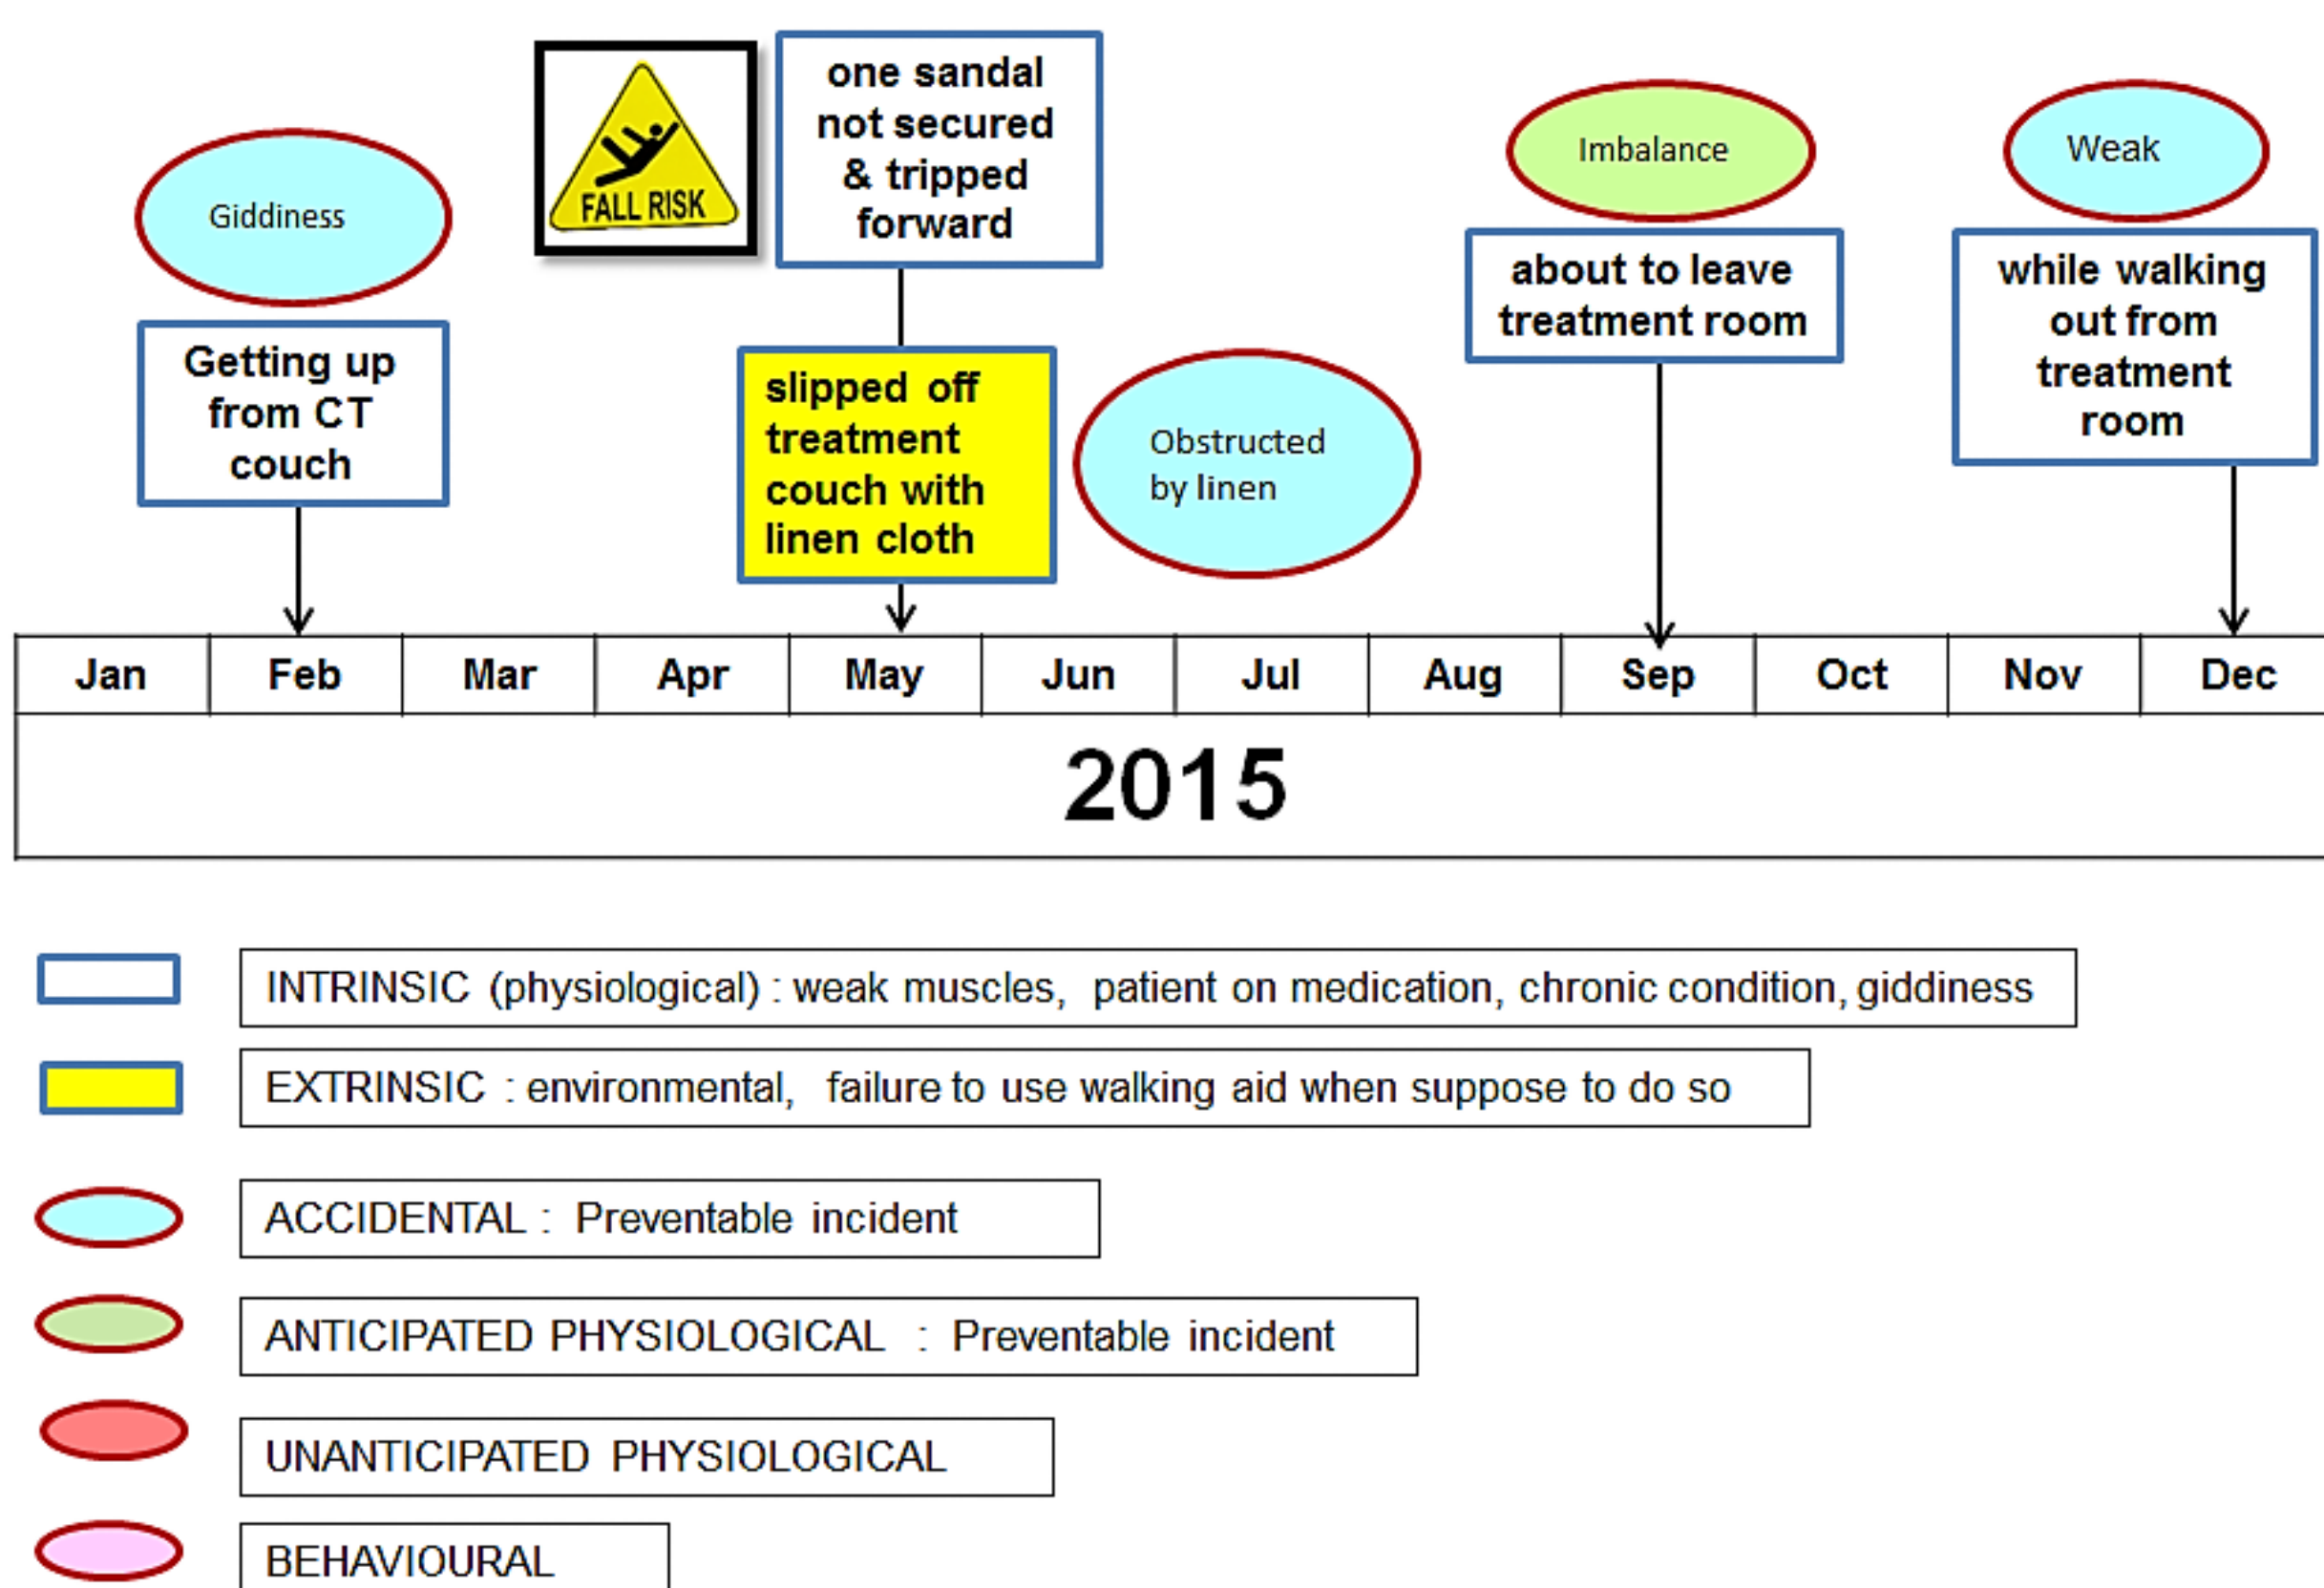 Giddiness
Getting up
from CT
couch
FALL RISK
one sandal
not secured
& tripped
forward
slipped off
treatment
couch with
linen cloth
Obstructed
by linen
Imbalance
about to leave
treatment room
Weak
while walking
out from
treatment
room
Jan Feb Mar Apr May Jun Jul Aug Sep Oct Nov Dec
2015
INTRINSIC (physiological) : weak muscles, patient on medication, chronic condition, giddiness
EXTRINSIC : environmental, failure to use walking aid when suppose to do so
ACCIDENTAL : Preventable incident
ANTICIPATED PHYSIOLOGICAL : Preventable incident
UNANTICIPATED PHYSIOLOGICAL
BEHAVIOURAL